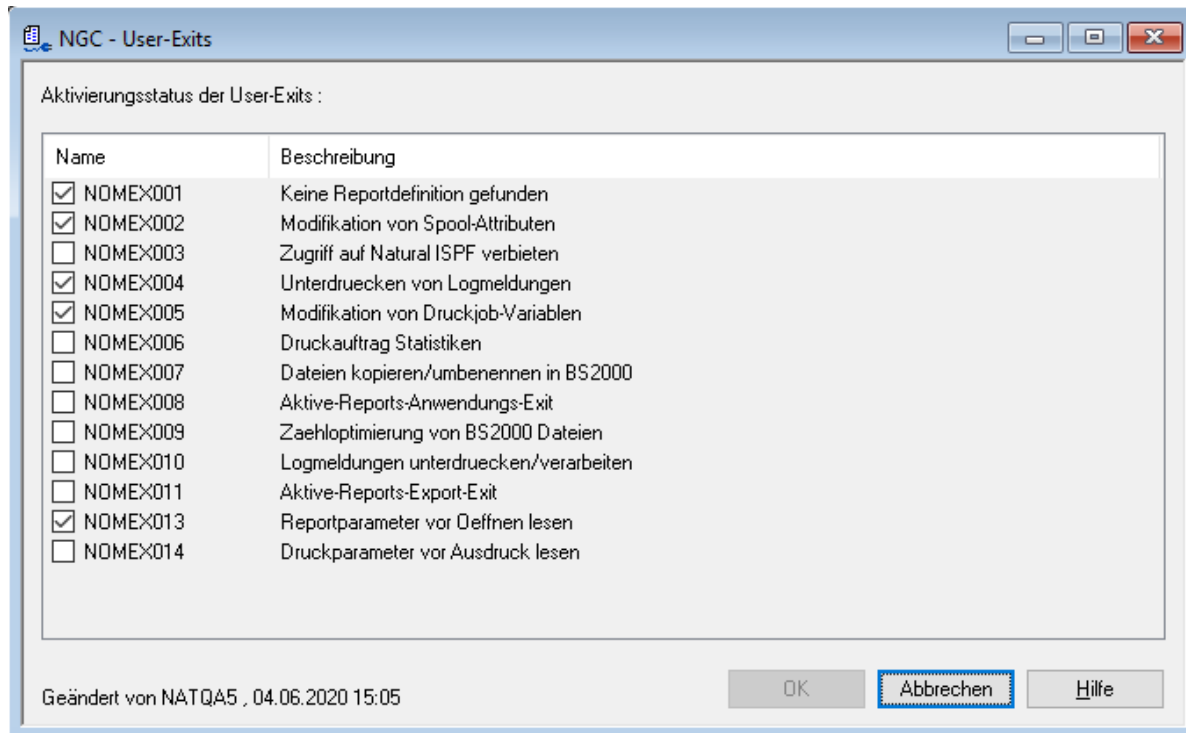 NGC - User-Exits
Aktivierungsstatus der User-Exits :
Name Beschreibung
NOMEX001 Keine Reportdefinition gefunden
NOMEX002 Modifikation von Spool-Attributen
NOMEX003 Zugriff auf Natural ISPF verbieten
NOMEX004 Unterdruecken von Logmeldungen
NOMEX005 Modifikation von Druckjob-Variablen
NOMEX006 Druckauftrag Statistiken
NOMEX007 Dateien kopieren/umbenennen in BS2000
NOMEX008 Aktive-Reports-Anwendungs-Exit
NOMEX009 Zaehloptimierung von BS2000 Dateien
NOMEX010 Logmeldungen unterdruecken/verarbeiten
NOMEX011 Aktive-Reports-Export-Exit
NOMEX013 Reportparameter vor Oeffnen lesen
NOMEX014 Druckparameter vor Ausdruck lesen
Geändert von NATQA5 , 04.06.2020 15:05 OK Abbrechen Hilfe